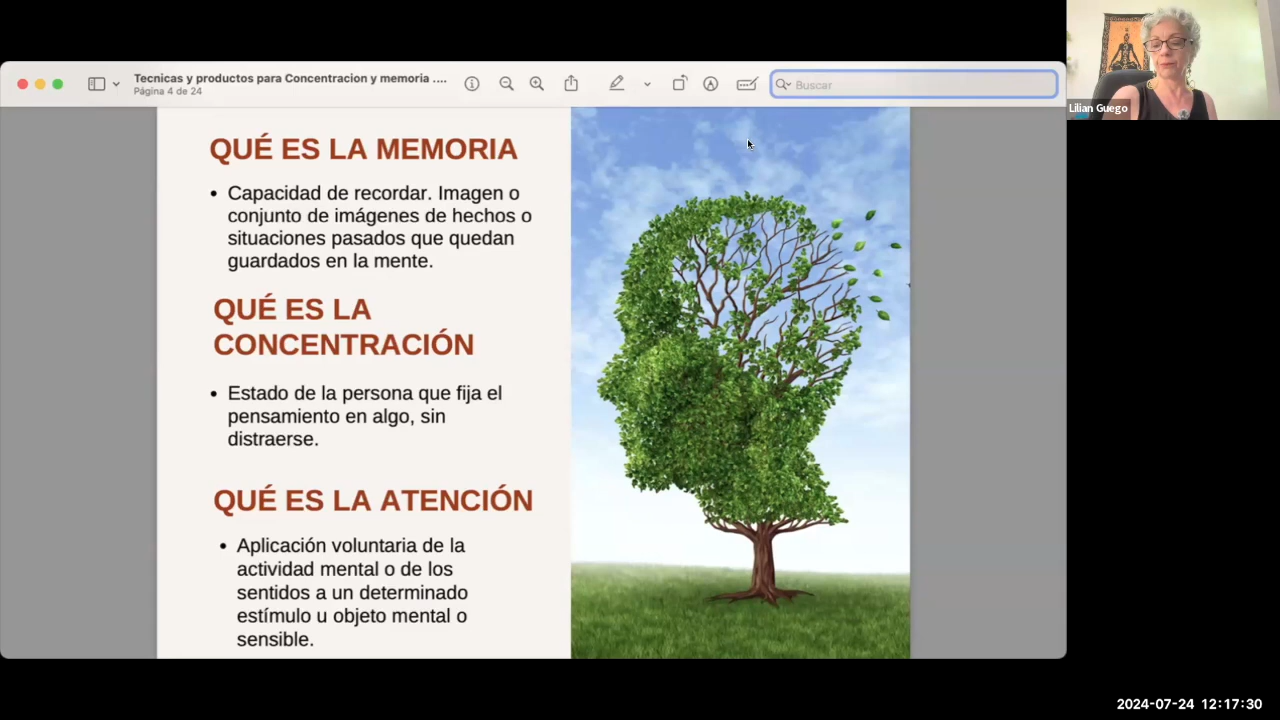 Tecnicas y productos para Concentracion y memoria ....
Página 4 de 24
Buscar
Lilian Guego
QUÉ ES LA MEMORIA
• Capacidad de recordar. Imagen o
conjunto de imágenes de hechos o
situaciones pasados que quedan
guardados en la mente.
QUÉ ES LA
CONCENTRACIÓN
• Estado de la persona que fija el
pensamiento en algo, sin
distraerse.
QUÉ ES LA ATENCIÓN
• Aplicación voluntaria de la
actividad mental o de los
sentidos a un determinado
estímulo u objeto mental o
sensible.
2024-07-24 12:17:30